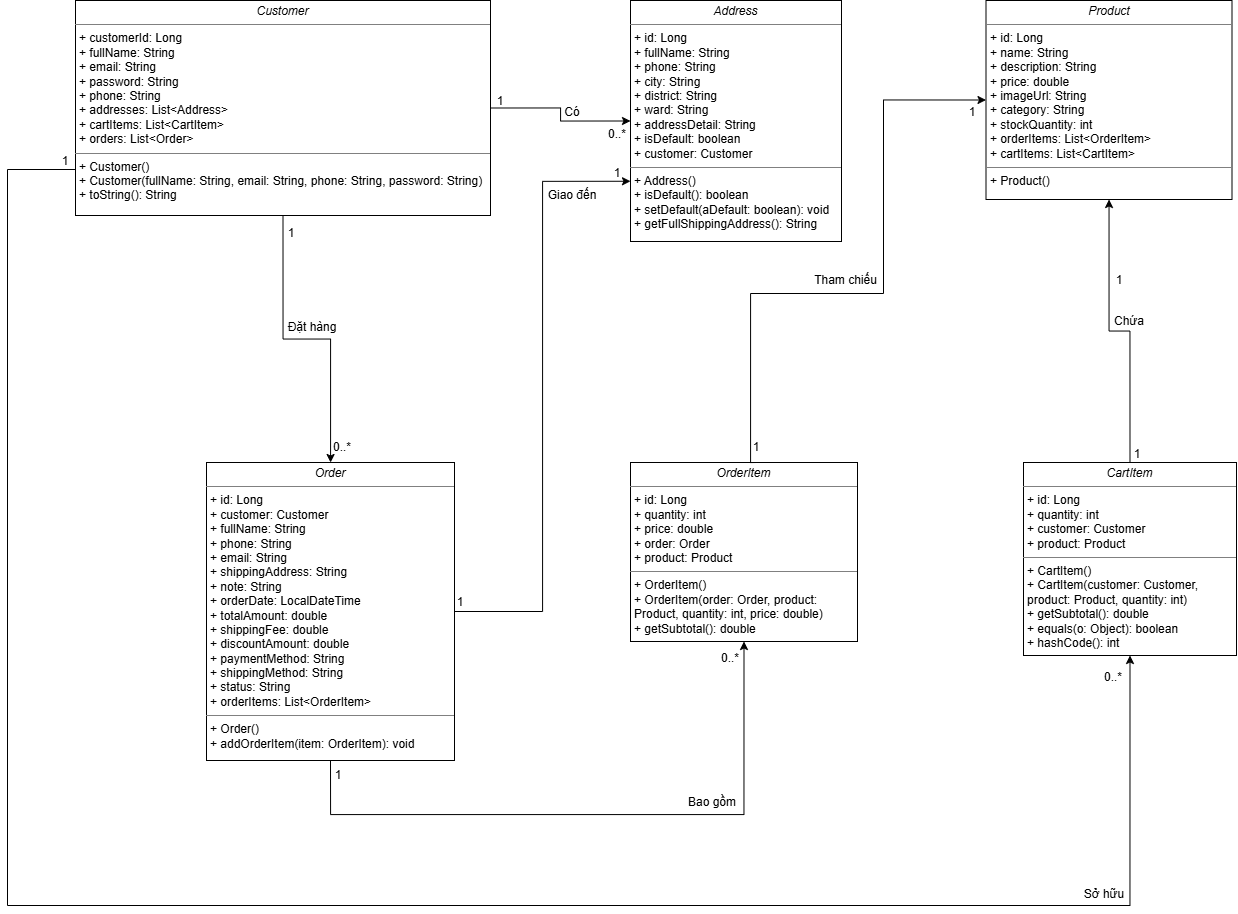 Customer
+ customerId: Long
+ fullName: String
+ email: String
+ password: String
+ phone: String
+ addresses: List<Address>
+ cartItems: List<CartItem>
+ orders: List<Order>
+ Customer()
+ Customer(fullName: String, email: String, phone: String, password: String)
+ toString(): String
Address
+ id: Long
+ fullName: String
+ phone: String
+ city: String
+ district: String
+ ward: String
+ addressDetail: String
+ isDefault: boolean
+ customer: Customer
+ Address()
+ isDefault(): boolean
+ setDefault(aDefault: boolean): void
+ getFullShippingAddress(): String
Product
+ id: Long
+ name: String
+ description: String
+ price: double
+ imageUrl: String
+ category: String
+ stockQuantity: int
+ orderItems: List<OrderItem>
+ cartItems: List<CartItem>
+ Product()
1
Có
0..*
1
1
1
Giao đến
1
Tham chiếu
1
Đặt hàng
Chứa
0..*
1
1
Order
+ id: Long
+ customer: Customer
+ fullName: String
+ phone: String
+ email: String
+ shippingAddress: String
+ note: String
+ orderDate: LocalDateTime
+ totalAmount: double
+ shippingFee: double
+ discountAmount: double
+ paymentMethod: String
+ shippingMethod: String
+ status: String
+ orderItems: List<OrderItem>
+ Order()
+ addOrderItem(item: OrderItem): void
1
OrderItem
+ id: Long
+ quantity: int
+ price: double
+ order: Order
+ product: Product
+ OrderItem()
+ OrderItem(order: Order, product:
Product, quantity: int, price: double)
+ getSubtotal(): double
CartItem
+ id: Long
+ quantity: int
+ customer: Customer
+ product: Product
+ CartItem()
+ CartItem(customer: Customer,
product: Product, quantity: int)
+ getSubtotal(): double
+ equals(o: Object): boolean
+ hashCode(): int
0..*
0..*
1
Bao gồm
Sở hữu